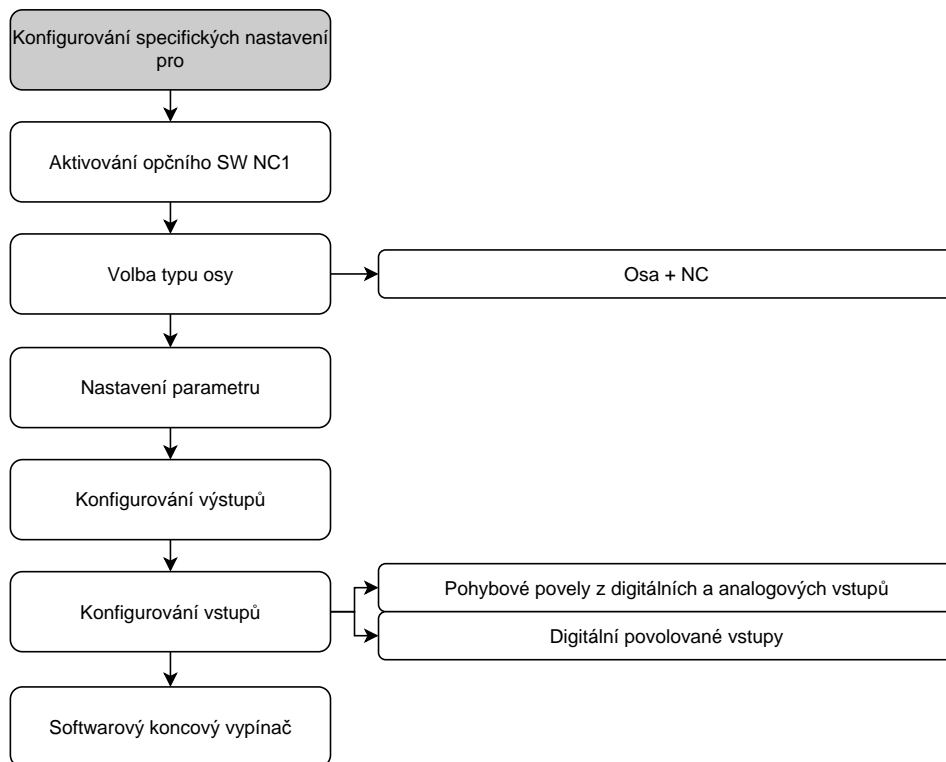 Konfigurování specifických nastavení
pro
Aktivování opčního SW NC1
Volba typu osy
Osa + NC
Nastavení parametru
Konfigurování výstupů
Konfigurování vstupů
Pohybové povely z digitálních a analogových vstupů
Digitální povolované vstupy
Softwarový koncový vypínač